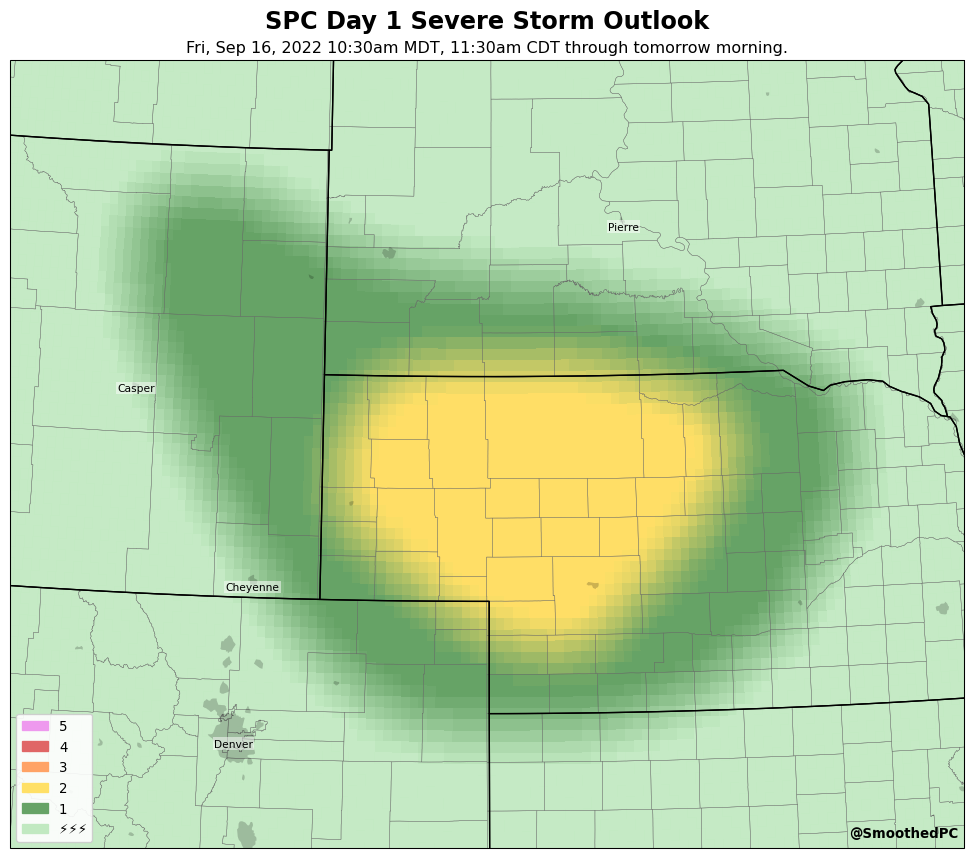 SPC Day 1 Severe Storm Outlook
Fri, Sep 16, 2022 10:30am MDT, 11:30am CDT through tomorrow morning.
Pierre
Casper
Cheyenne
Denver
5
4
3
2
1
⚡⚡⚡
@SmoothedPC